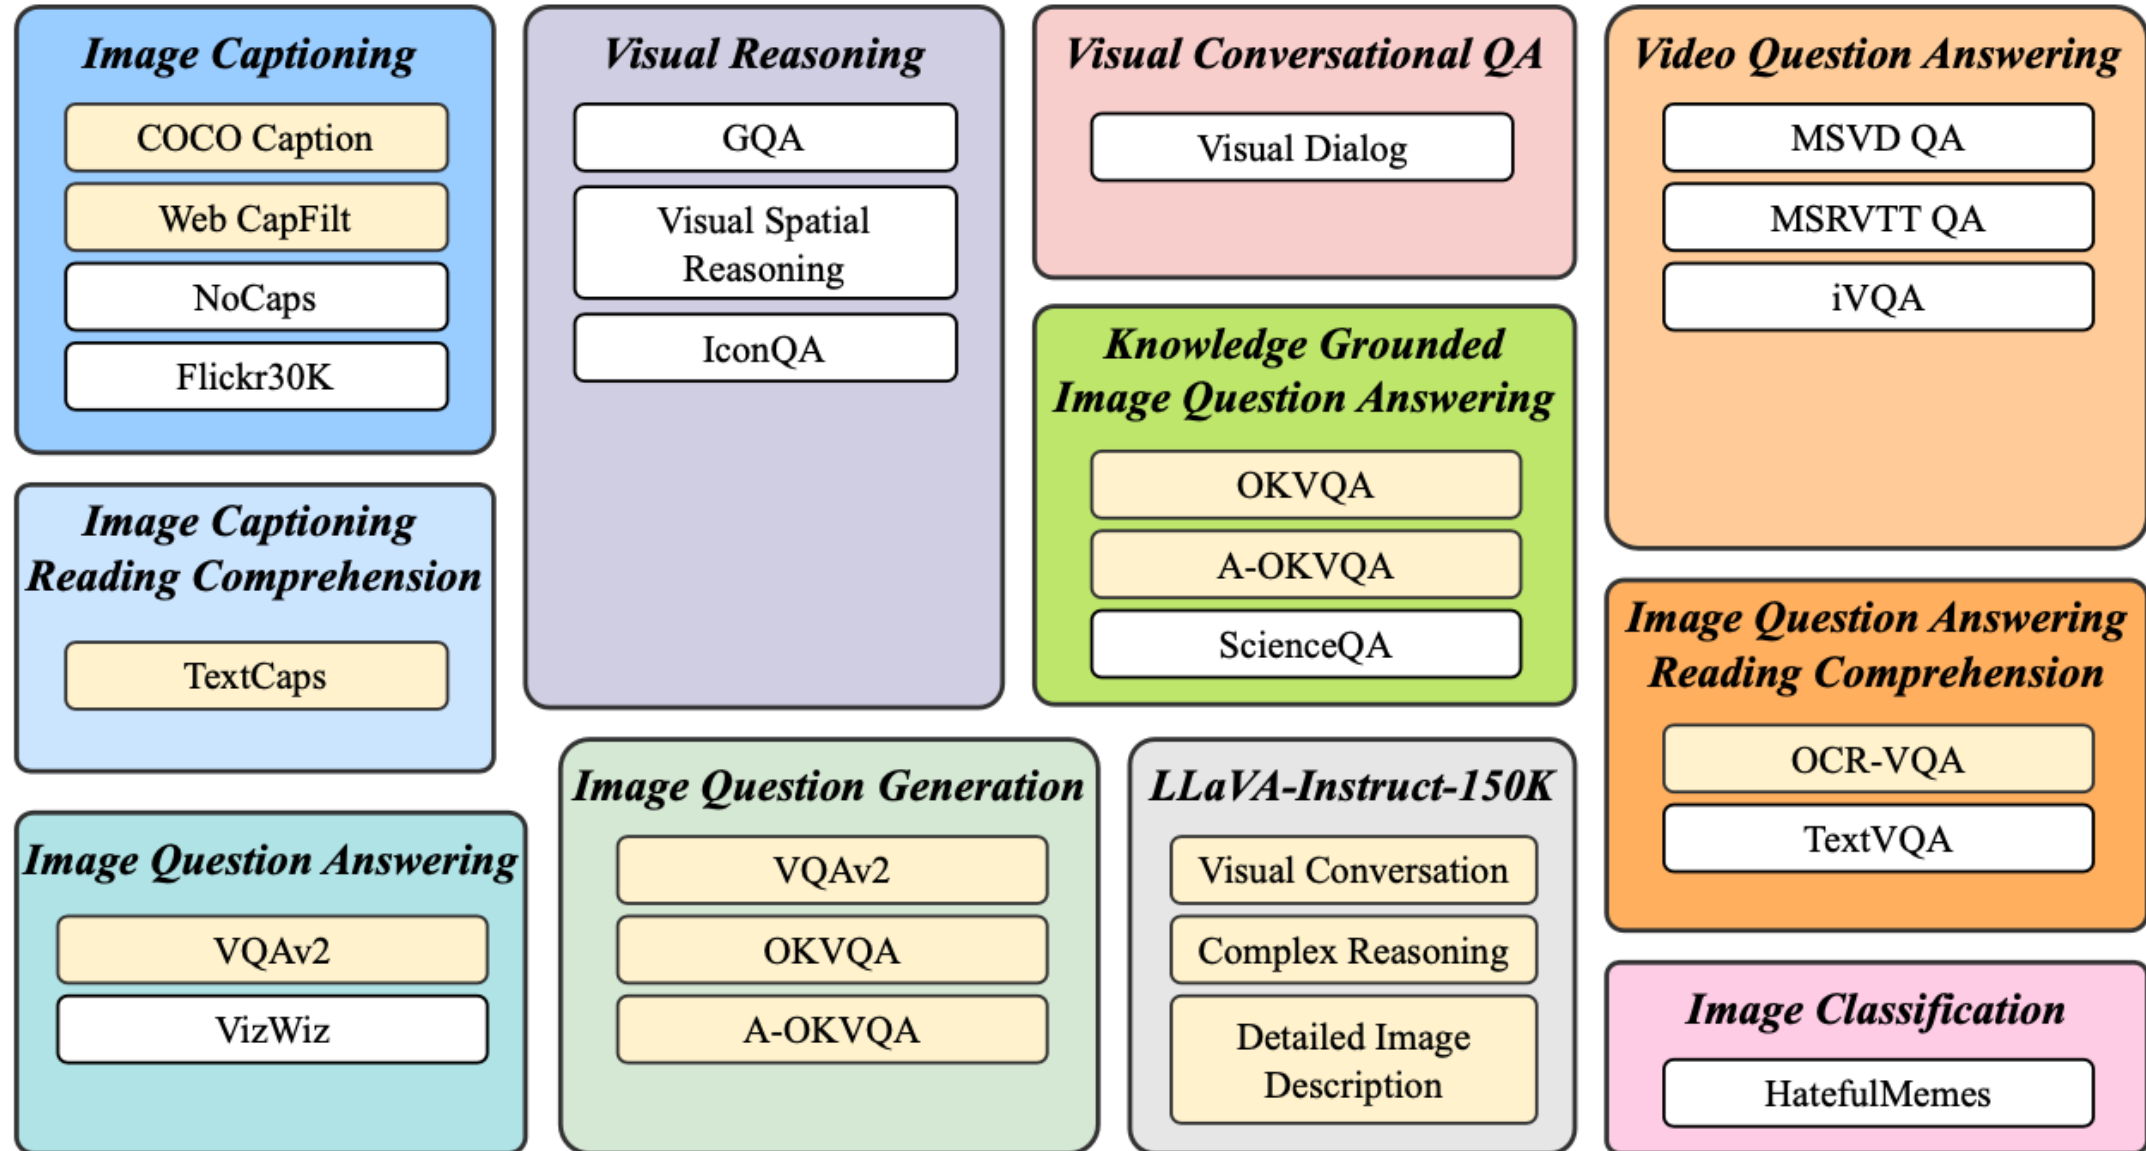 Image Captioning
COCO Caption
Web CapFilt
NoCaps
Flickr30K
Image Captioning
Reading Comprehension
TextCaps
Image Question Answering
VQAv2
VizWiz
Visual Reasoning
GQA
Visual Spatial
Reasoning
IconQA
Image Question Generation
VQAv2
OKVQA
A-OKVQA
Visual Conversational QA
Visual Dialog
Knowledge Grounded
Image Question Answering
OKVQA
A-OKVQA
ScienceQA
LLaVA-Instruct-150K
Visual Conversation
Complex Reasoning
Detailed Image
Description
Video Question Answering
MSVD QA
MSRVTT QA
iVQA
Image Question Answering
Reading Comprehension
OCR-VQA
TextVQA
Image Classification
HatefulMemes